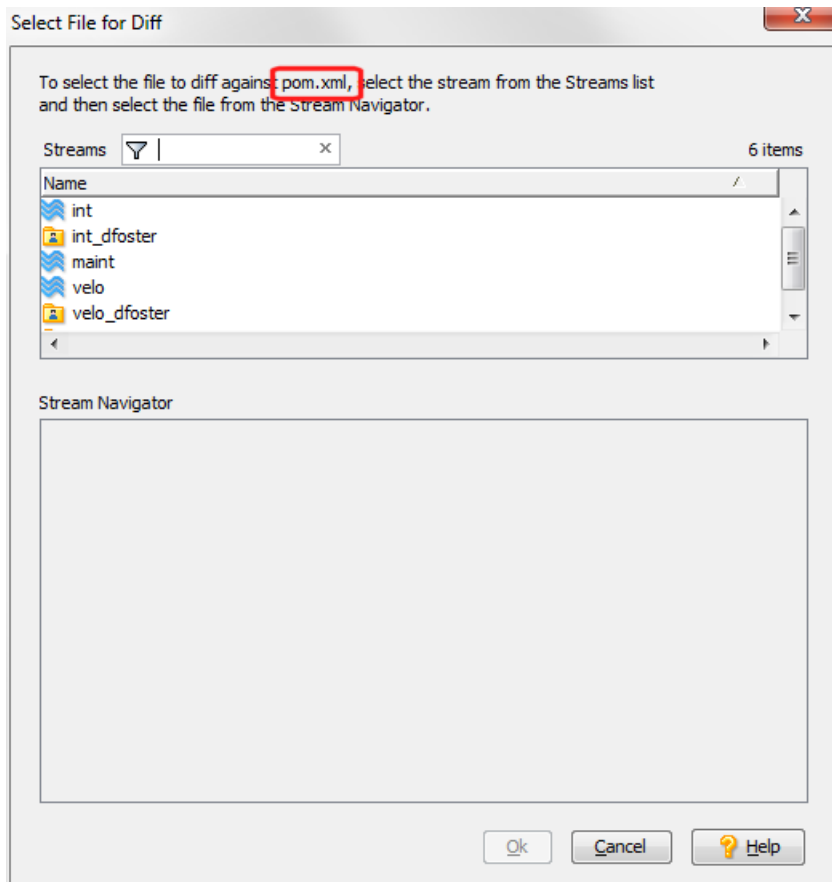 Select File for Diff
To select the file to diff against pom.xml, select the stream from the Streams list
and then select the file from the Stream Navigator.
Streams 6 items
Name
int
int_dfoster
maint
velo
velo_dfoster
Stream Navigator
Ok Cancel Help